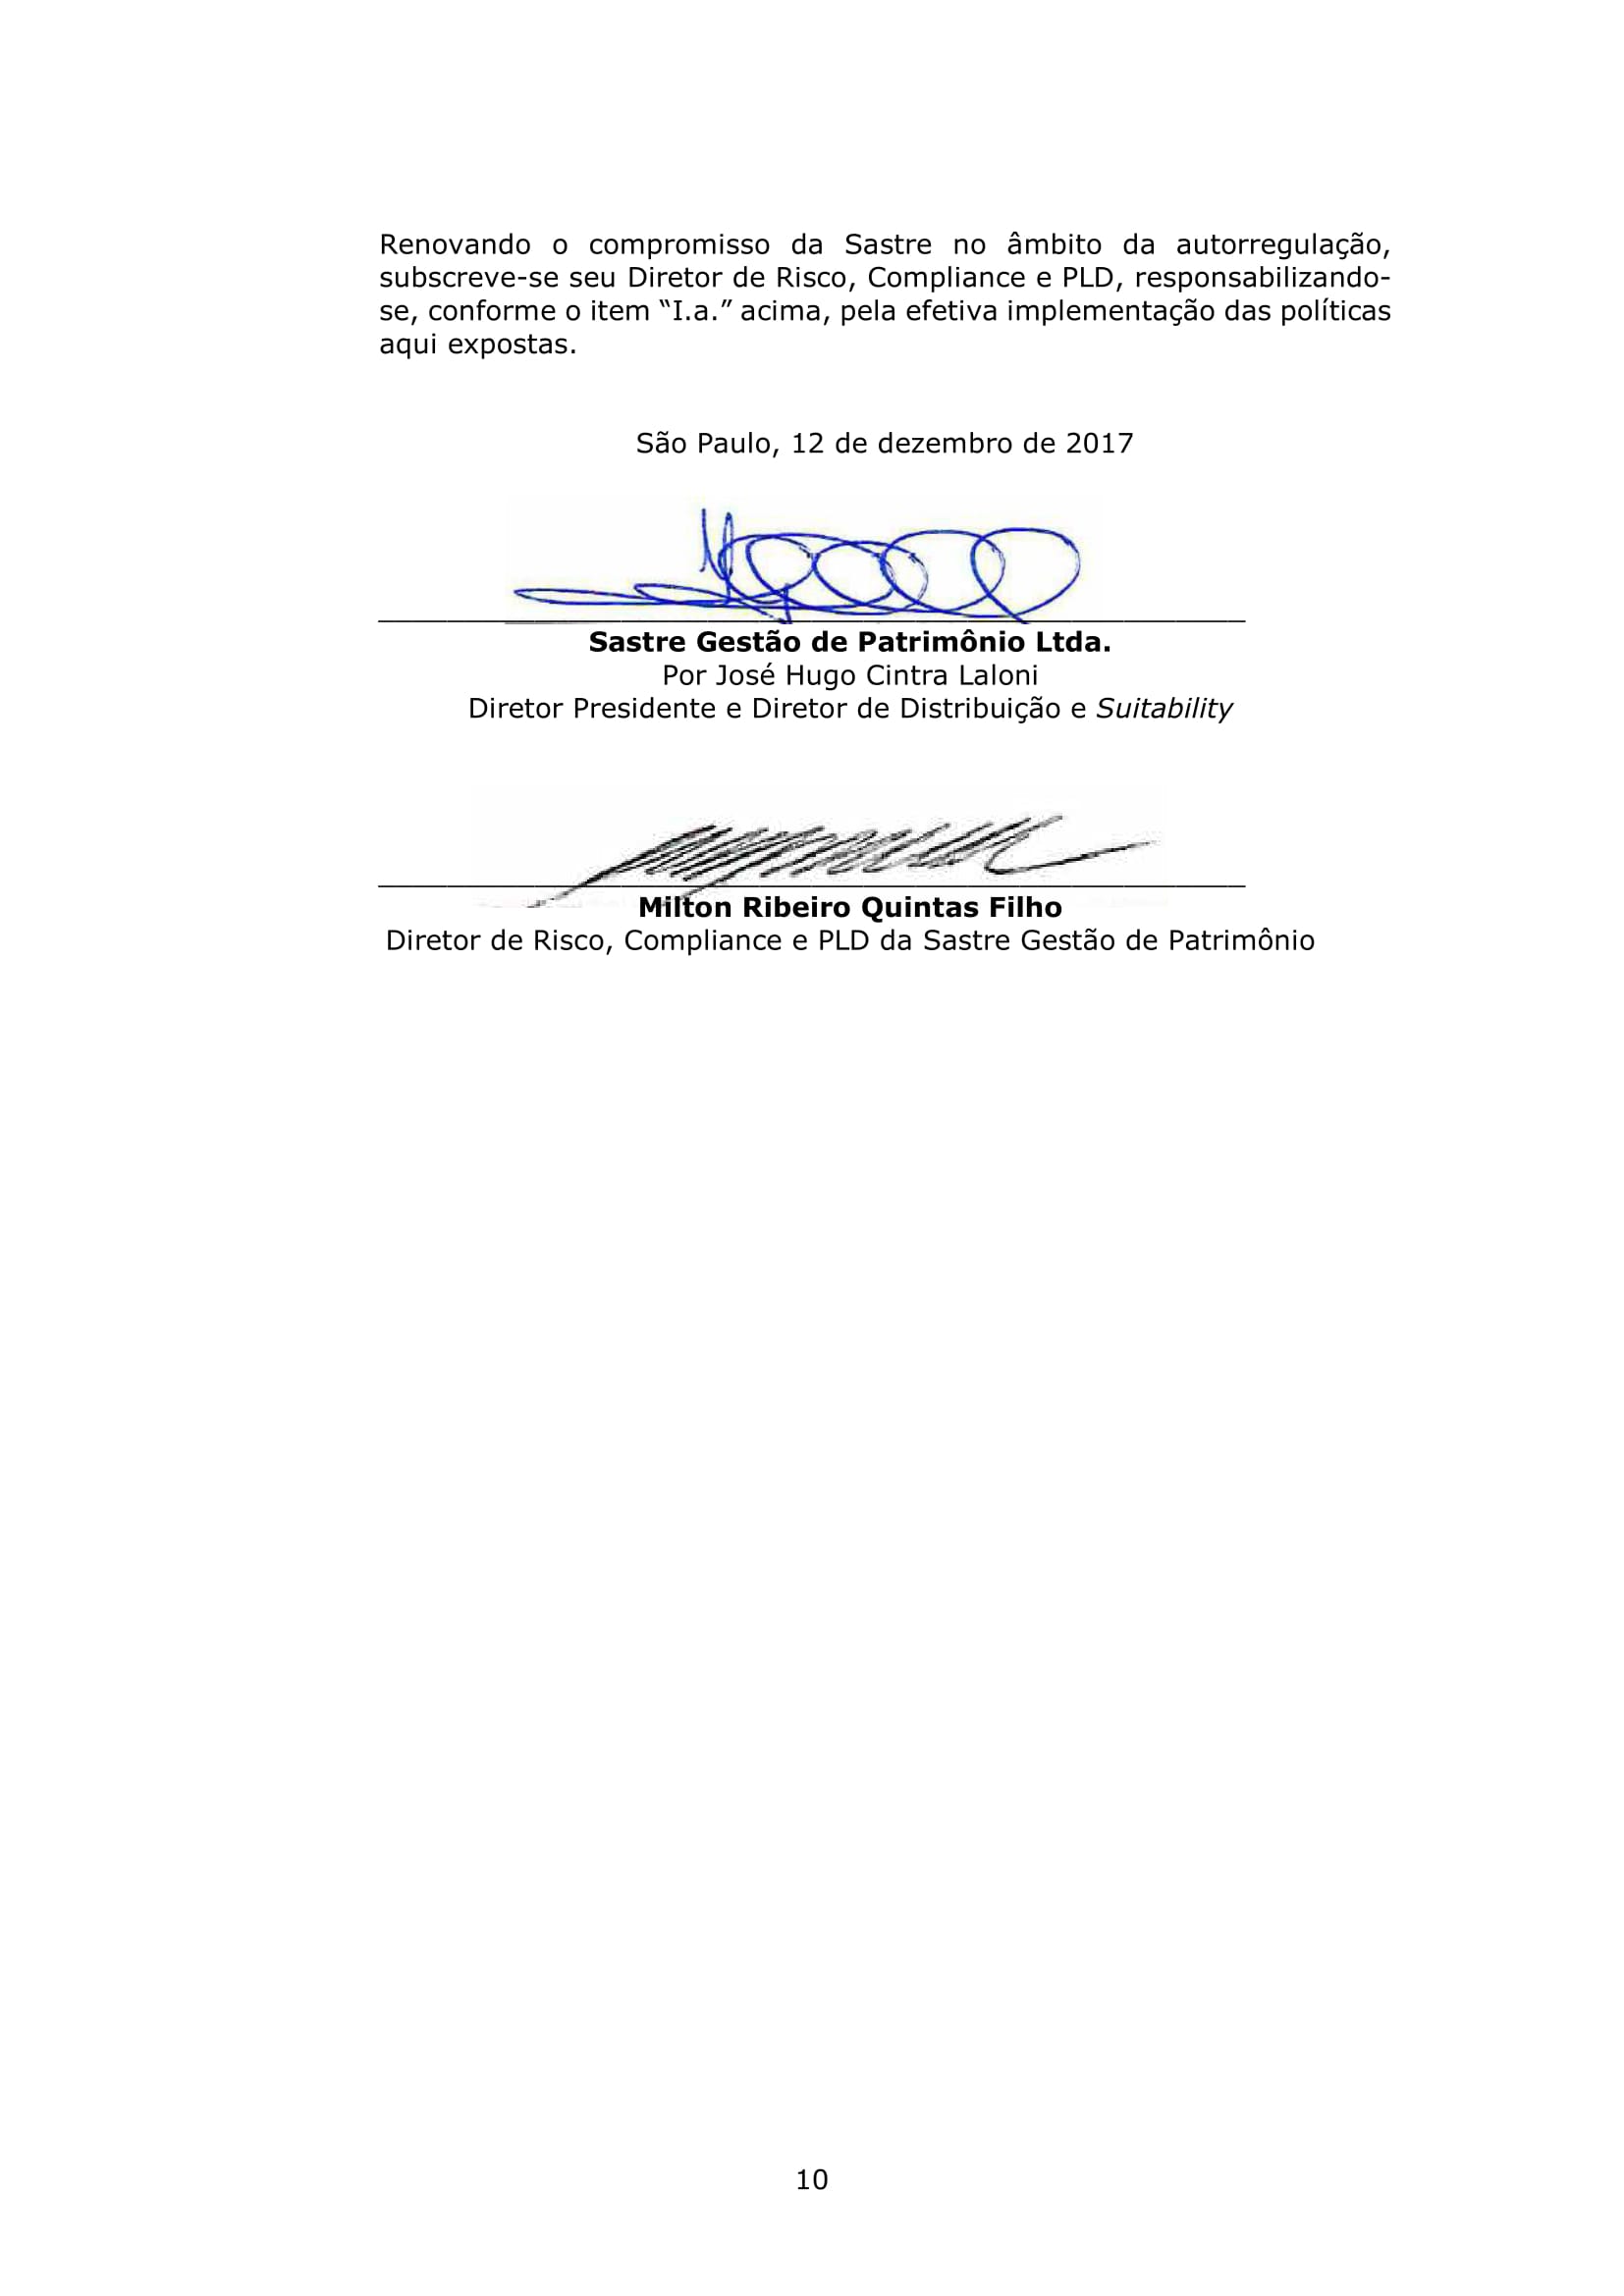 Renovando o compromisso da Sastre no âmbito da autorregulação,
subscreve-se seu Diretor de Risco, Compliance e PLD, responsabilizando-
se, conforme o item “I.a.” acima, pela efetiva implementação das políticas
aqui expostas.
São Paulo, 12 de dezembro de 2017
Sastre Gestão de Patrimônio Ltda.
Por José Hugo Cintra Laloni
Diretor Presidente e Diretor de Distribuição e Suitability
Milton Ribeiro Quintas Filho
Diretor de Risco, Compliance e PLD da Sastre Gestão de Patrimônio
10